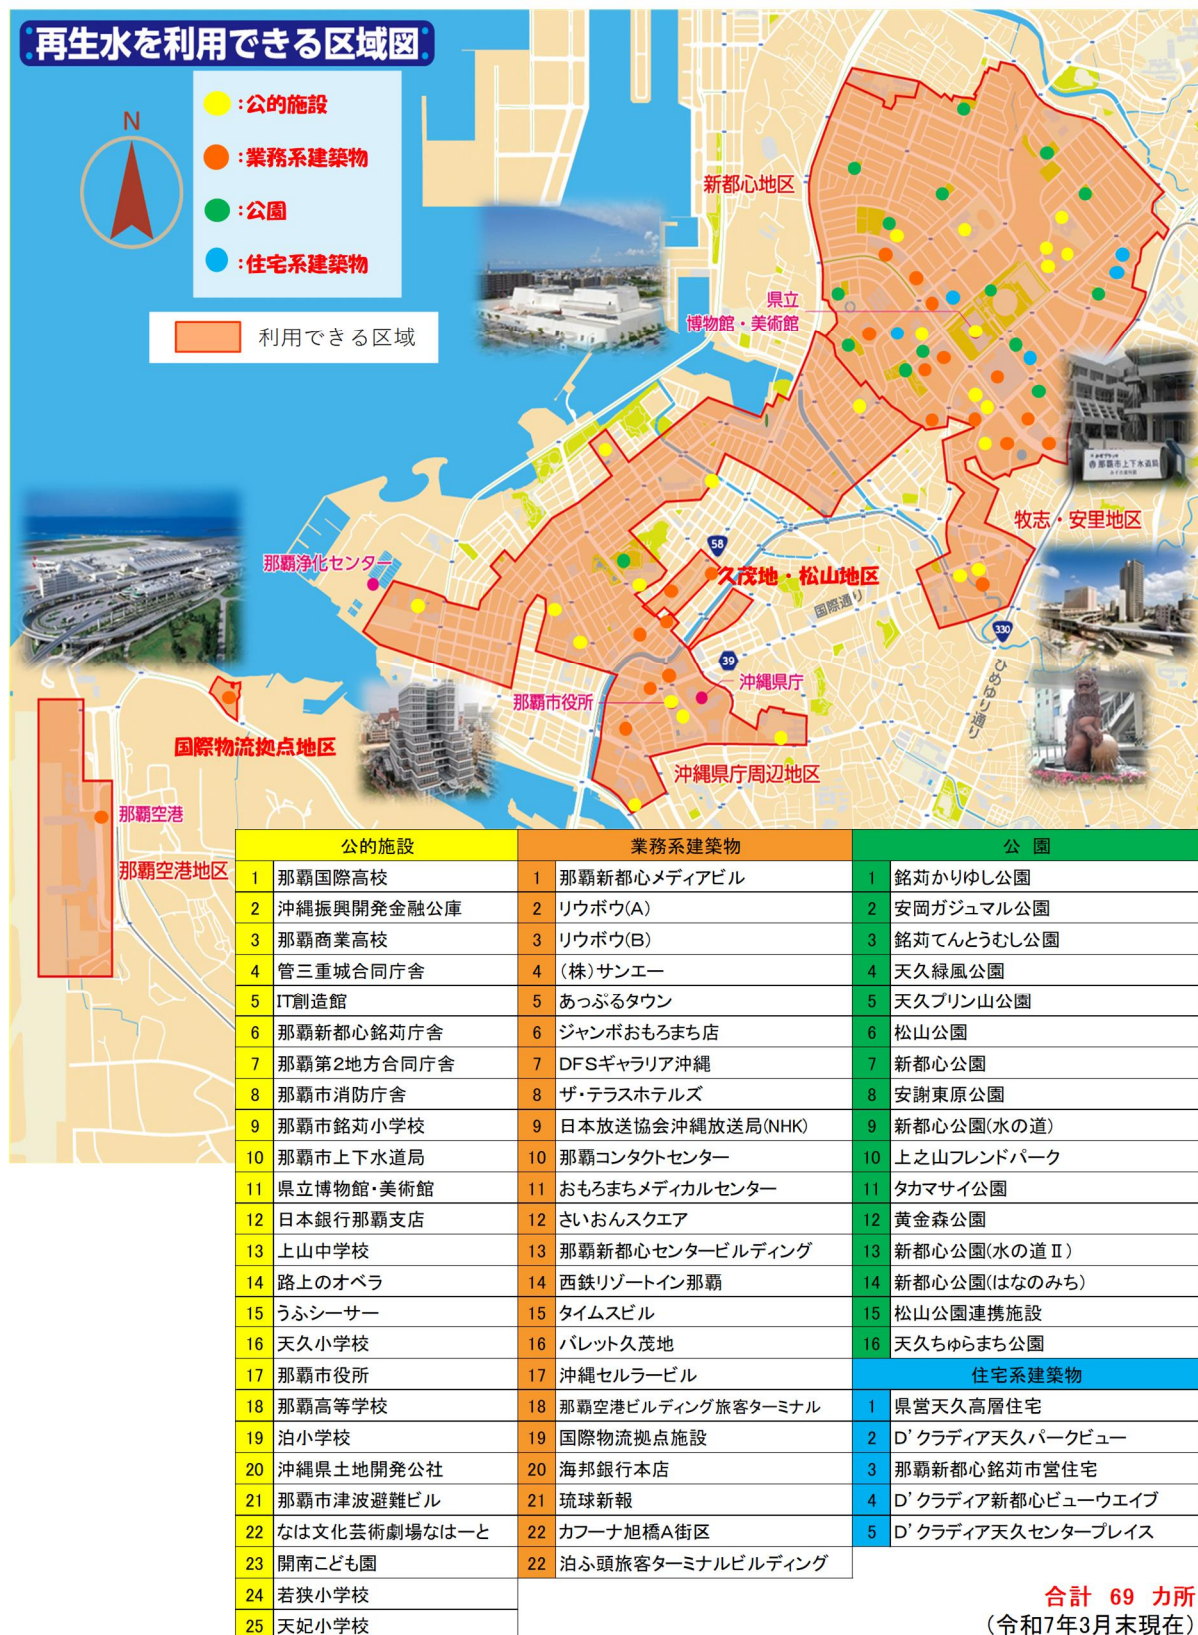 再生水を利用できる区域図
N
:公的施設
:業務系建築物
:公園
:住宅系建築物
利用できる区域
新都心地区
県立
博物館・美術館
那覇市上下水道局
牧志・安里地区
那覇浄化センター
58
久茂地・松山地区
国際通り
330
39
沖縄県庁
那覇市役所
ひめゆり通り
国際物流拠点地区
沖縄県庁周辺地区
那覇空港
那覇空港地区
公的施設
1 那覇国際高校
2 沖縄振興開発金融公庫
3 那覇商業高校
4 管三重城合同庁舎
5 IT創造館
6 那覇新都心銘苅庁舎
7 那覇第2地方合同庁舎
8 那覇市消防庁舎
9 那覇市銘苅小学校
10 那覇市上下水道局
11 県立博物館・美術館
12 日本銀行那覇支店
13 上山中学校
14 路上のオベラ
15 うふシーサー
16 天久小学校
17 那覇市役所
18 那覇高等学校
19 泊小学校
20 沖縄県土地開発公社
21 那覇市津波避難ビル
22 なは文化芸術劇場なはーと
23 開南こども園
24 若狭小学校
25 天妃小学校
業務系建築物
1 那覇新都心メディアビル
2 リウボウ(A)
3 リウボウ(B)
4 (株)サンエー
5 あっぷるタウン
6 ジャンボおもろまち店
7 DFSギャラリア沖縄
8 ザ・テラスホテルズ
9 日本放送協会沖縄放送局(NHK)
10 那覇コンタクトセンター
11 おもろまちメディカルセンター
12 さいおんスクエア
13 那覇新都心センタービルディング
14 西鉄リゾートイン那覇
15 タイムスビル
16 パレット久茂地
17 沖縄セルラービル
18 那覇空港ビルディング旅客ターミナル
19 国際物流拠点施設
20 海邦銀行本店
21 琉球新報
22 カフーナ旭橋A街区
22 泊ふ頭旅客ターミナルビルディング
公 園
1 銘苅かりゆし公園
2 安岡ガジュマル公園
3 銘苅てんとうむし公園
4 天久緑風公園
5 天久プリン山公園
6 松山公園
7 新都心公園
8 安謝東原公園
9 新都心公園(水の道)
10 上之山フレンドパーク
11 タカマサイ公園
12 黄金森公園
13 新都心公園(水の道Ⅱ)
14 新都心公園(はなのみち)
15 松山公園連携施設
16 天久ちゅらまち公園
住宅系建築物
1 県営天久高層住宅
2 D’クラディア天久パークビュー
3 那覇新都心銘苅市営住宅
4 D’クラディア新都心ビューウエイブ
5 D’クラディア天久センタープレイス
合計 69 カ所
(令和7年3月末現在)